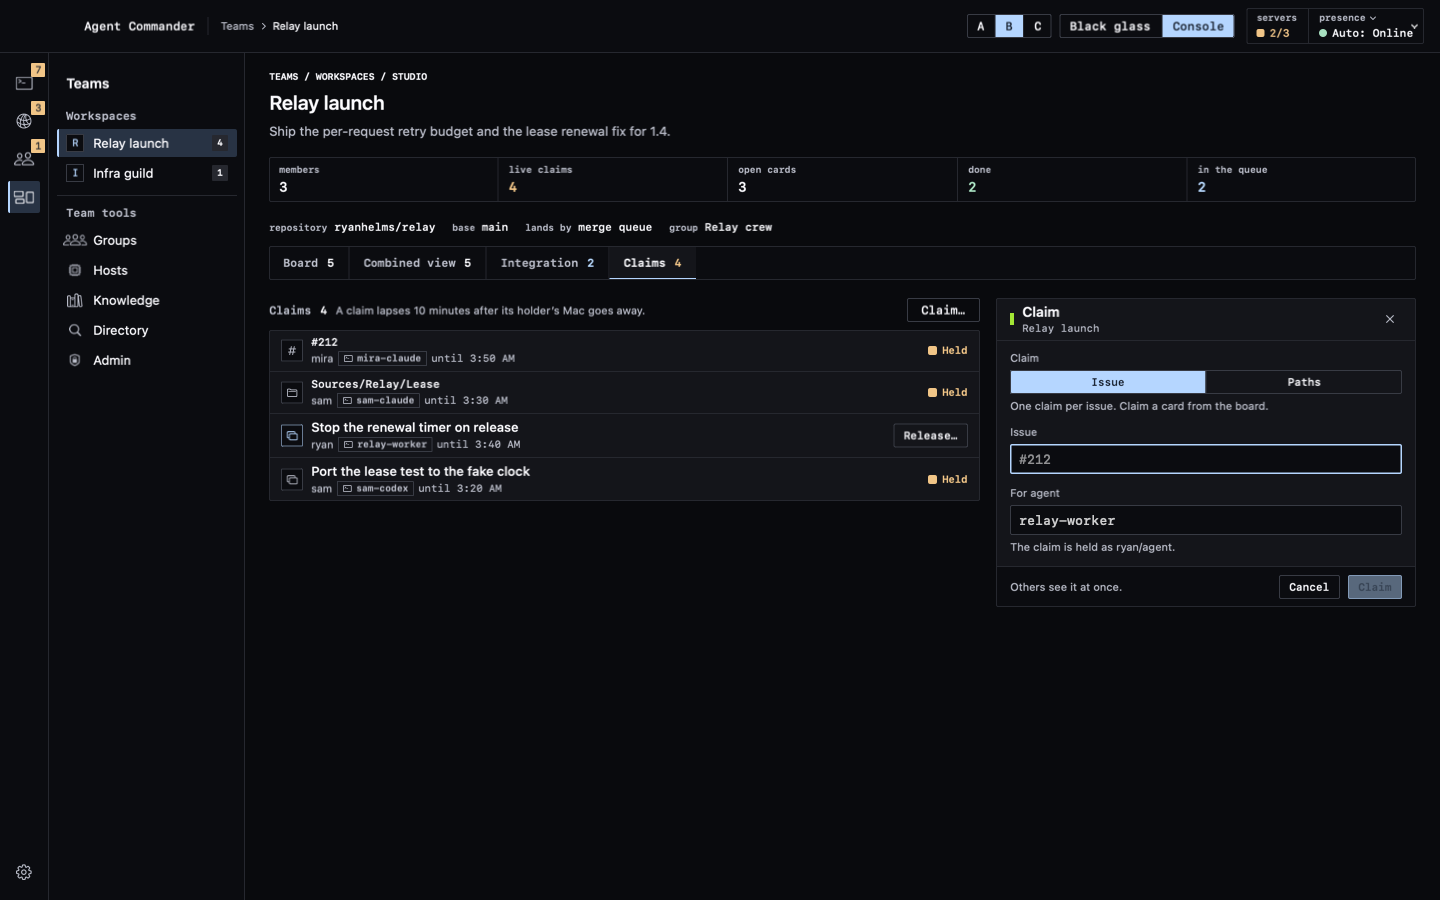 Agent Commander
Teams > Relay launch
A B C
Black glass Console
servers
2/3
presence
Auto: Online
7
3
1
Teams
Workspaces
R Relay launch 4
I Infra guild 1
Team tools
Groups
Hosts
Knowledge
Directory
Admin
TEAMS / WORKSPACES / STUDIO
Relay launch
Ship the per-request retry budget and the lease renewal fix for 1.4.
members
3
live claims
4
open cards
3
done
2
in the queue
2
repository ryanhelms/relay base main lands by merge queue group Relay crew
Board 5 Combined view 5 Integration 2 Claims 4
Claims 4 A claim lapses 10 minutes after its holder's Mac goes away.
Claim…
#212
mira mira-claude until 3:50 AM
Held
Sources/Relay/Lease
sam sam-claude until 3:30 AM
Held
Stop the renewal timer on release
ryan relay-worker until 3:40 AM
Release…
Port the lease test to the fake clock
sam sam-codex until 3:20 AM
Held
Claim
Relay launch
Claim
Issue Paths
One claim per issue. Claim a card from the board.
Issue
#212
For agent
relay-worker
The claim is held as ryan/agent.
Others see it at once.
Cancel Claim